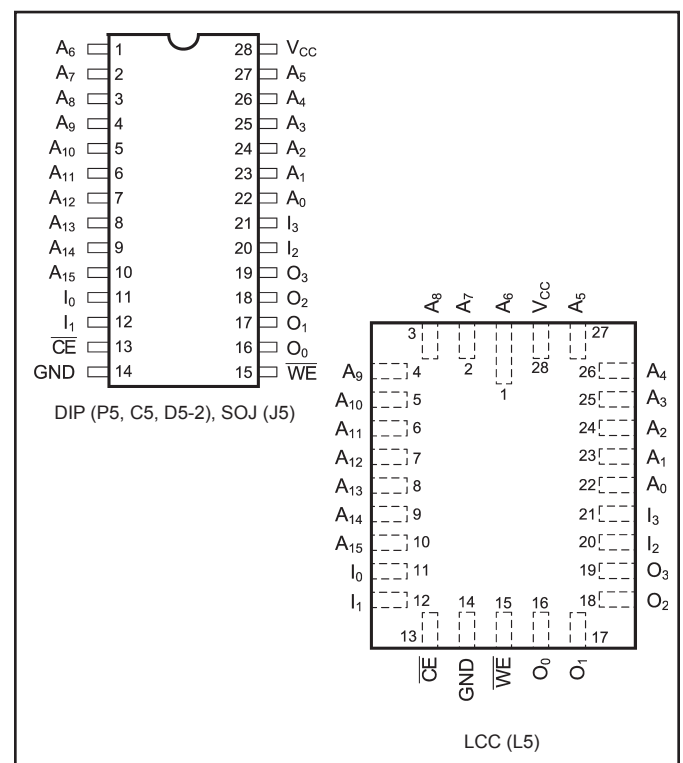 A6 1 28 VCC
A7 2 27 A5
A8 3 26 A4
A9 4 25 A3
A10 5 24 A2
A11 6 23 A1
A12 7 22 A0
A13 8 21 I3
A14 9 20 I2
A15 10 19 O3
I0 11 18 O2
I1 12 17 O1
CE 13 16 O0
GND 14 15 WE
DIP (P5, C5, D5-2), SOJ (J5)
A8 A7 A6 VCC A5
3 2 1 28 27
A9 4 26 A4
A10 5 25 A3
A11 6 24 A2
A12 7 23 A1
A13 8 22 A0
A14 9 21 I3
A15 10 20 I2
I0 11 19 O3
I1 12 18 O2
13 14 15 16 17
CE GND WE O0 O1
LCC (L5)